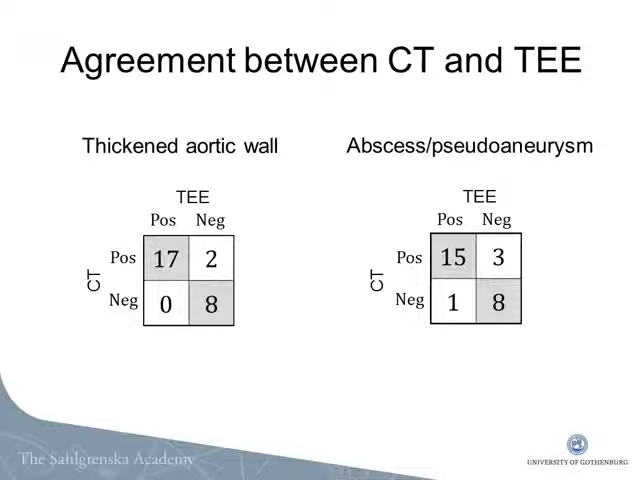 Agreement between CT and TEE
Thickened aortic wall
TEE
Pos Neg
CT
Pos 17 2
Neg 0 8
Abscess/pseudoaneurysm
TEE
Pos Neg
CT
Pos 15 3
Neg 1 8
The Sahlgrenska Academy
UNIVERSITY OF GOTHENBURG